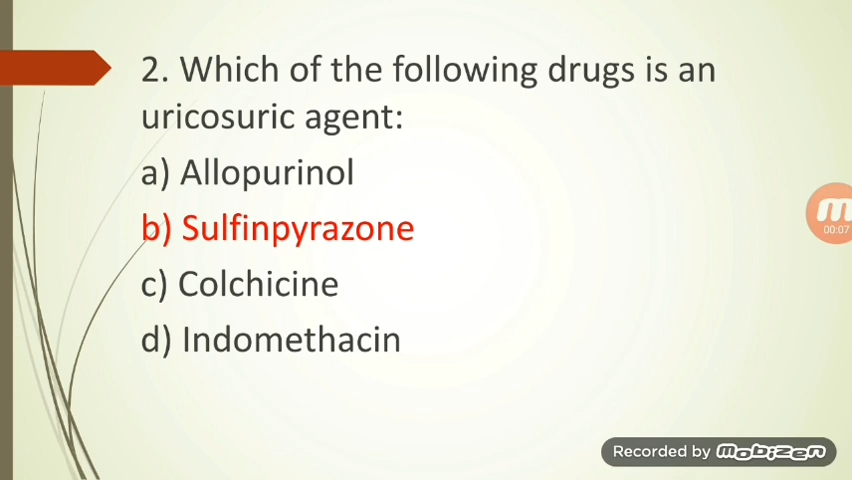 2. Which of the following drugs is an
uricosuric agent:
a) Allopurinol
b) Sulfinpyrazone
c) Colchicine
d) Indomethacin
00:07
Recorded by mobizen